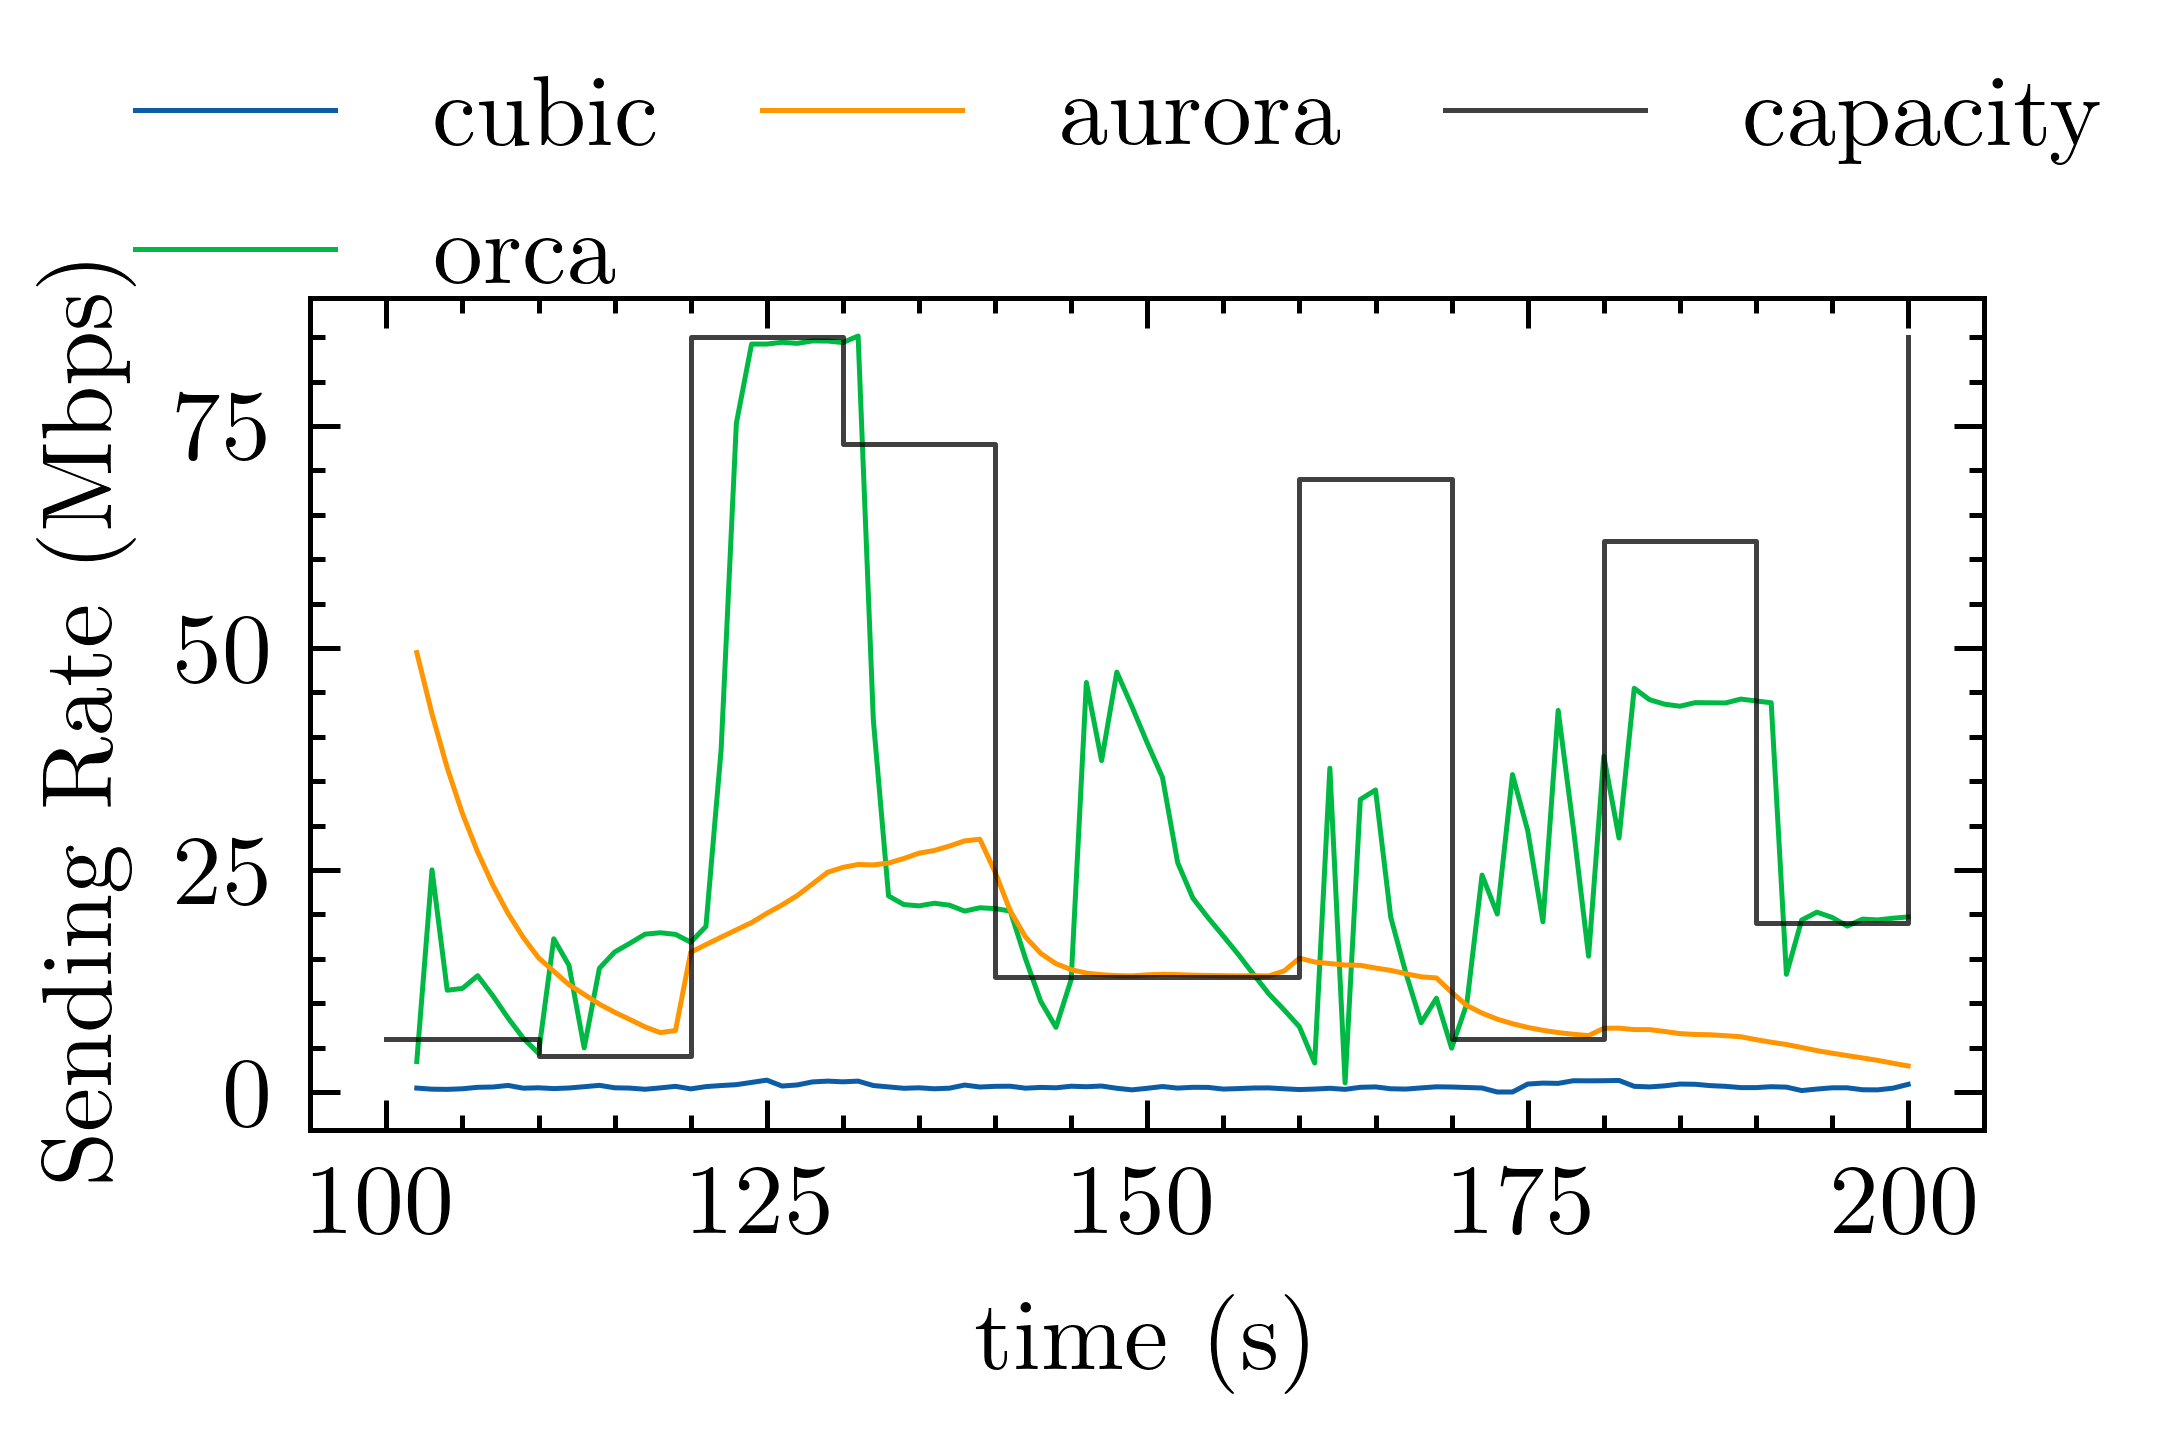 cubic aurora capacity
orca
Sending Rate (Mbps)
75
50
25
0
100 125 150 175 200
time (s)